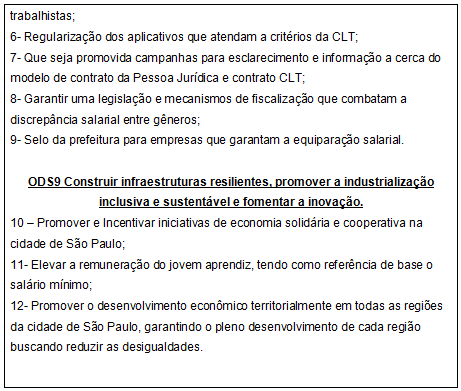 trabalhistas;
6- Regularização dos aplicativos que atendam a critérios da CLT;
7- Que seja promovida campanhas para esclarecimento e informação a cerca do
modelo de contrato da Pessoa Jurídica e contrato CLT;
8- Garantir uma legislação e mecanismos de fiscalização que combatam a
discrepância salarial entre gêneros;
9- Selo da prefeitura para empresas que garantam a equiparação salarial.
ODS9 Construir infraestruturas resilientes, promover a industrialização
inclusiva e sustentável e fomentar a inovação.
10 – Promover e Incentivar iniciativas de economia solidária e cooperativa na
cidade de São Paulo;
11- Elevar a remuneração do jovem aprendiz, tendo como referência de base o
salário mínimo;
12- Promover o desenvolvimento econômico territorialmente em todas as regiões
da cidade de São Paulo, garantindo o pleno desenvolvimento de cada região
buscando reduzir as desigualdades.